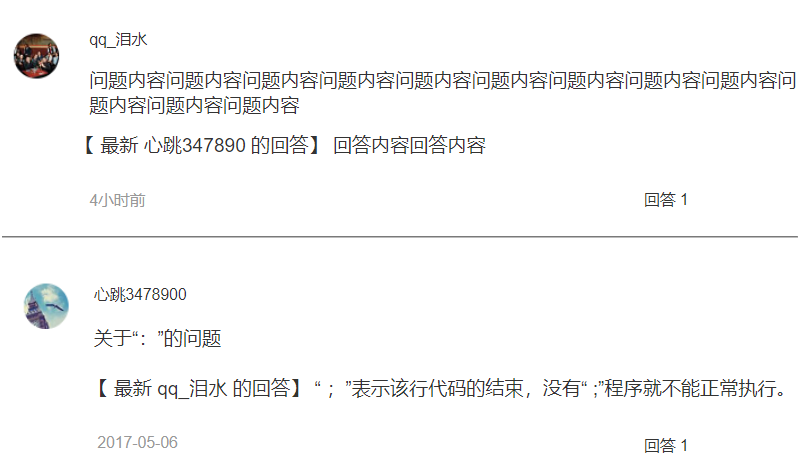 qq_泪水
问题内容问题内容问题内容问题内容问题内容问题内容问题内容问题内容问题内容问
题内容问题内容问题内容
【 最新 心跳347890 的回答】 回答内容回答内容
4小时前 回答 1
心跳3478900
关于“：”的问题
【 最新 qq_泪水 的回答】 “ ；”表示该行代码的结束，没有“ ;”程序就不能正常执行。
2017-05-06 回答 1